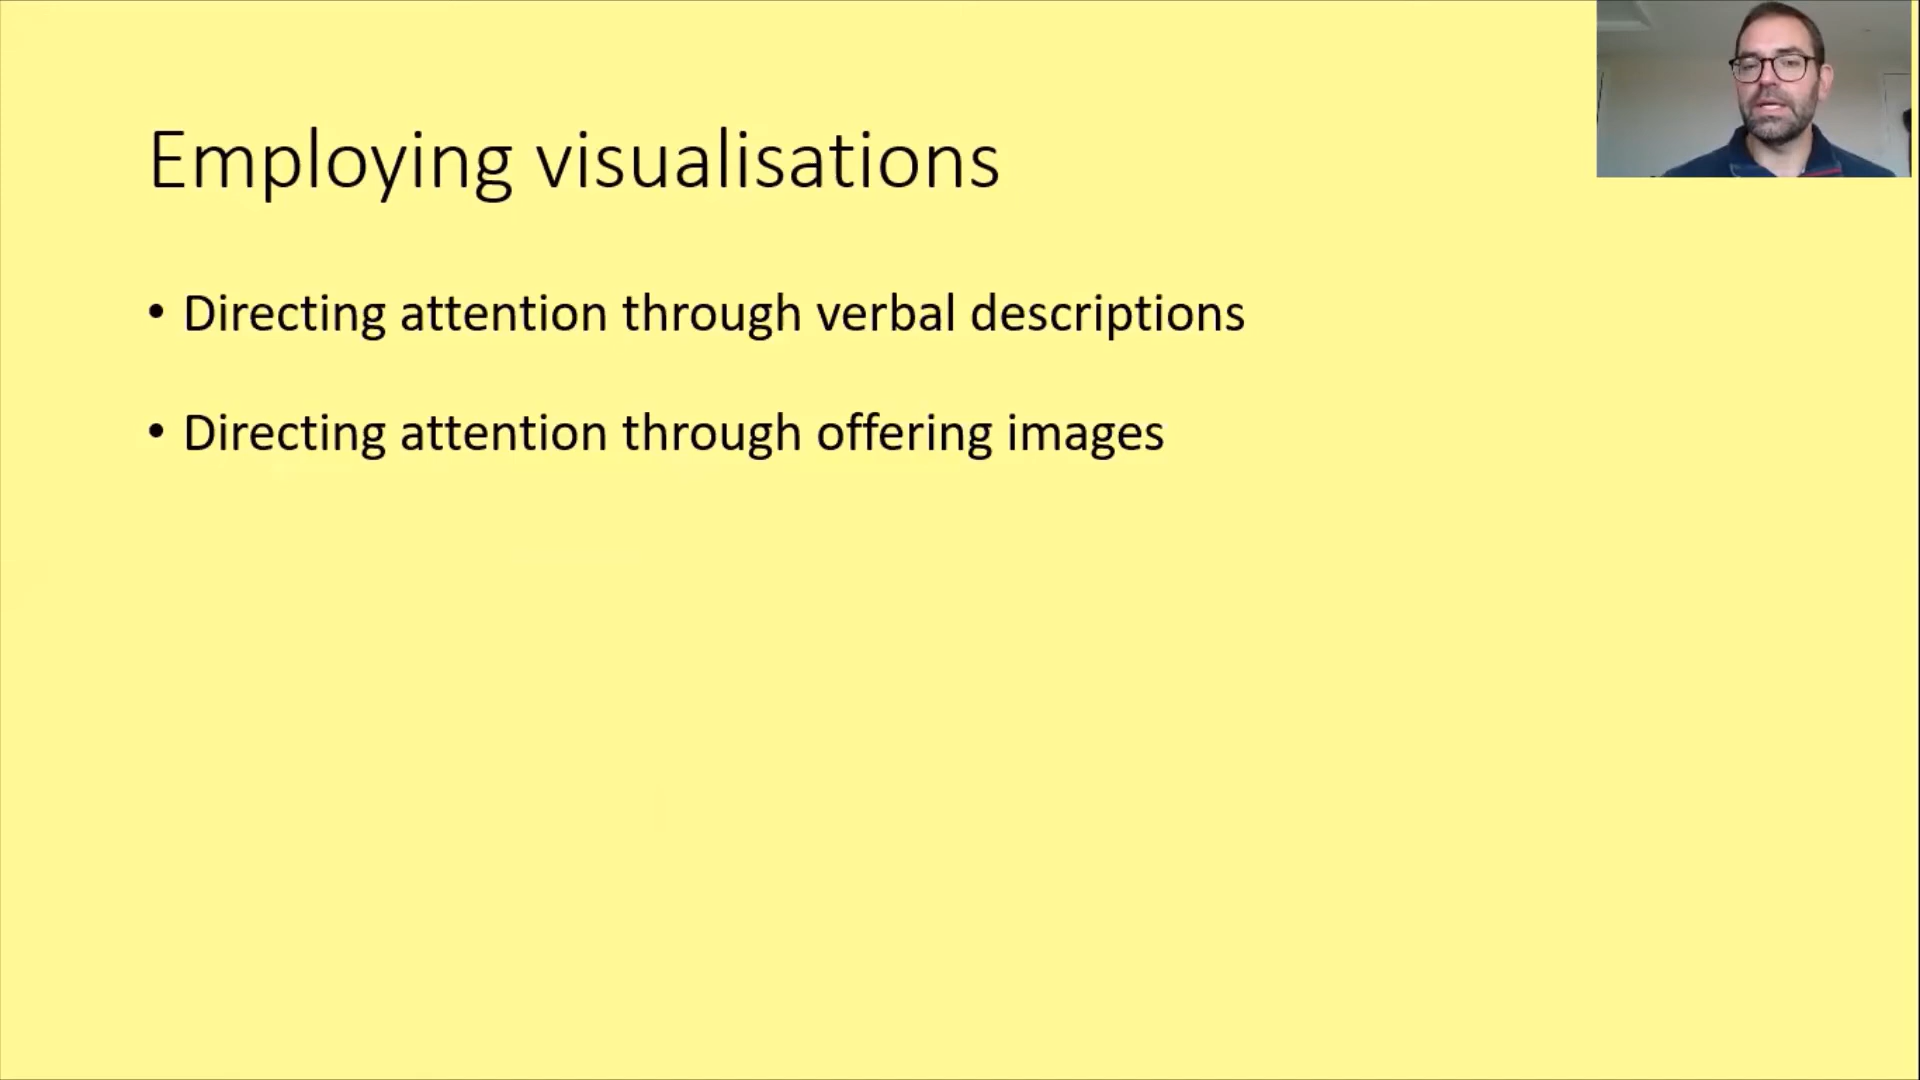 Employing visualisations
• Directing attention through verbal descriptions
• Directing attention through offering images